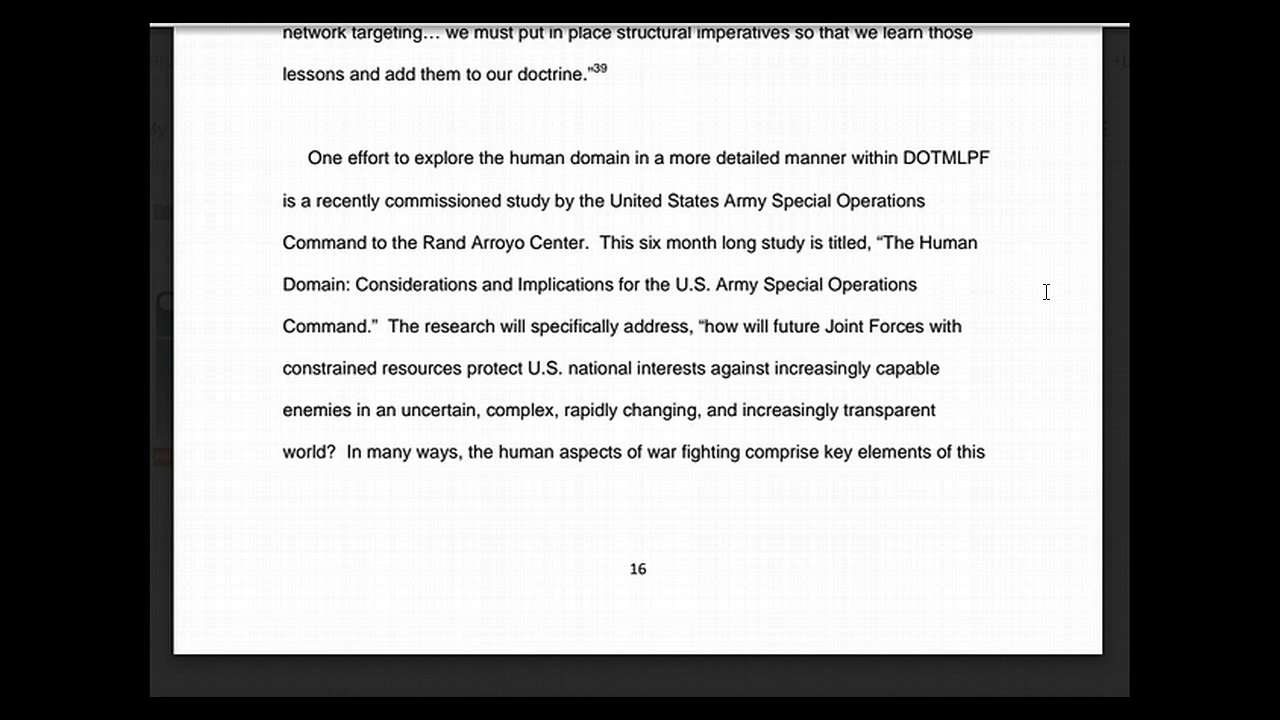 network targeting… we must put in place structural imperatives so that we learn those
lessons and add them to our doctrine."39
One effort to explore the human domain in a more detailed manner within DOTMLPF
is a recently commissioned study by the United States Army Special Operations
Command to the Rand Arroyo Center.  This six month long study is titled, “The Human
Domain: Considerations and Implications for the U.S. Army Special Operations
Command.”  The research will specifically address, “how will future Joint Forces with
constrained resources protect U.S. national interests against increasingly capable
enemies in an uncertain, complex, rapidly changing, and increasingly transparent
world?  In many ways, the human aspects of war fighting comprise key elements of this
16